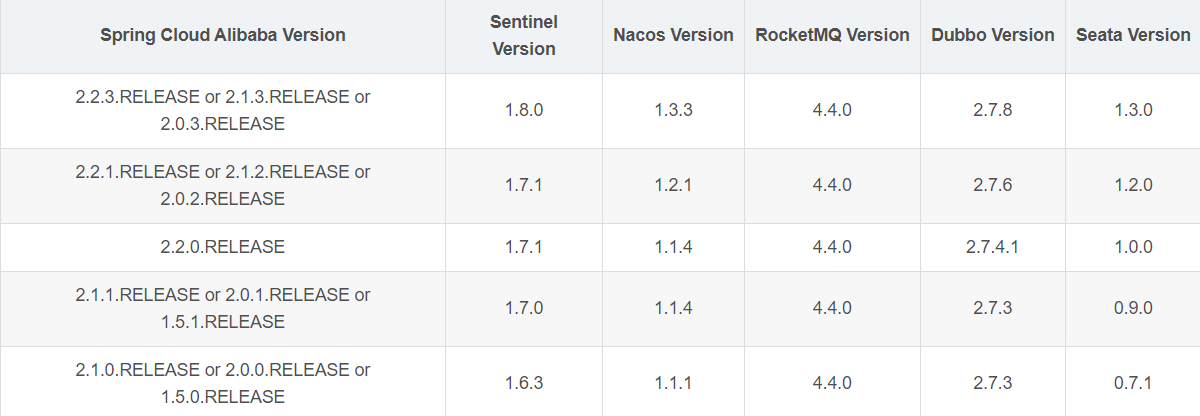 Spring Cloud Alibaba Version
Sentinel
Version
Nacos Version
RocketMQ Version
Dubbo Version
Seata Version
2.2.3.RELEASE or 2.1.3.RELEASE or
2.0.3.RELEASE
1.8.0
1.3.3
4.4.0
2.7.8
1.3.0
2.2.1.RELEASE or 2.1.2.RELEASE or
2.0.2.RELEASE
1.7.1
1.2.1
4.4.0
2.7.6
1.2.0
2.2.0.RELEASE
1.7.1
1.1.4
4.4.0
2.7.4.1
1.0.0
2.1.1.RELEASE or 2.0.1.RELEASE or
1.5.1.RELEASE
1.7.0
1.1.4
4.4.0
2.7.3
0.9.0
2.1.0.RELEASE or 2.0.0.RELEASE or
1.5.0.RELEASE
1.6.3
1.1.1
4.4.0
2.7.3
0.7.1